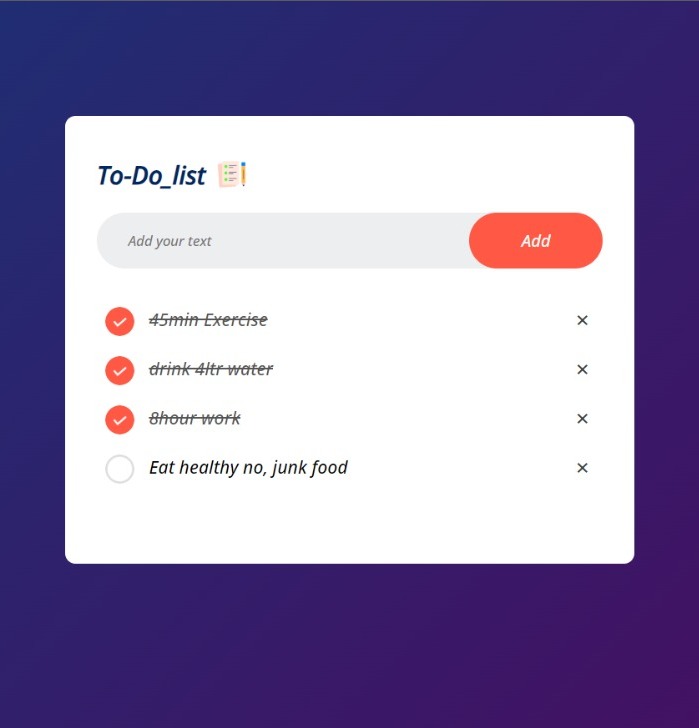 To-Do_list
Add your text
Add
45min Exercise
drink 4ltr water
8hour work
Eat healthy no, junk food